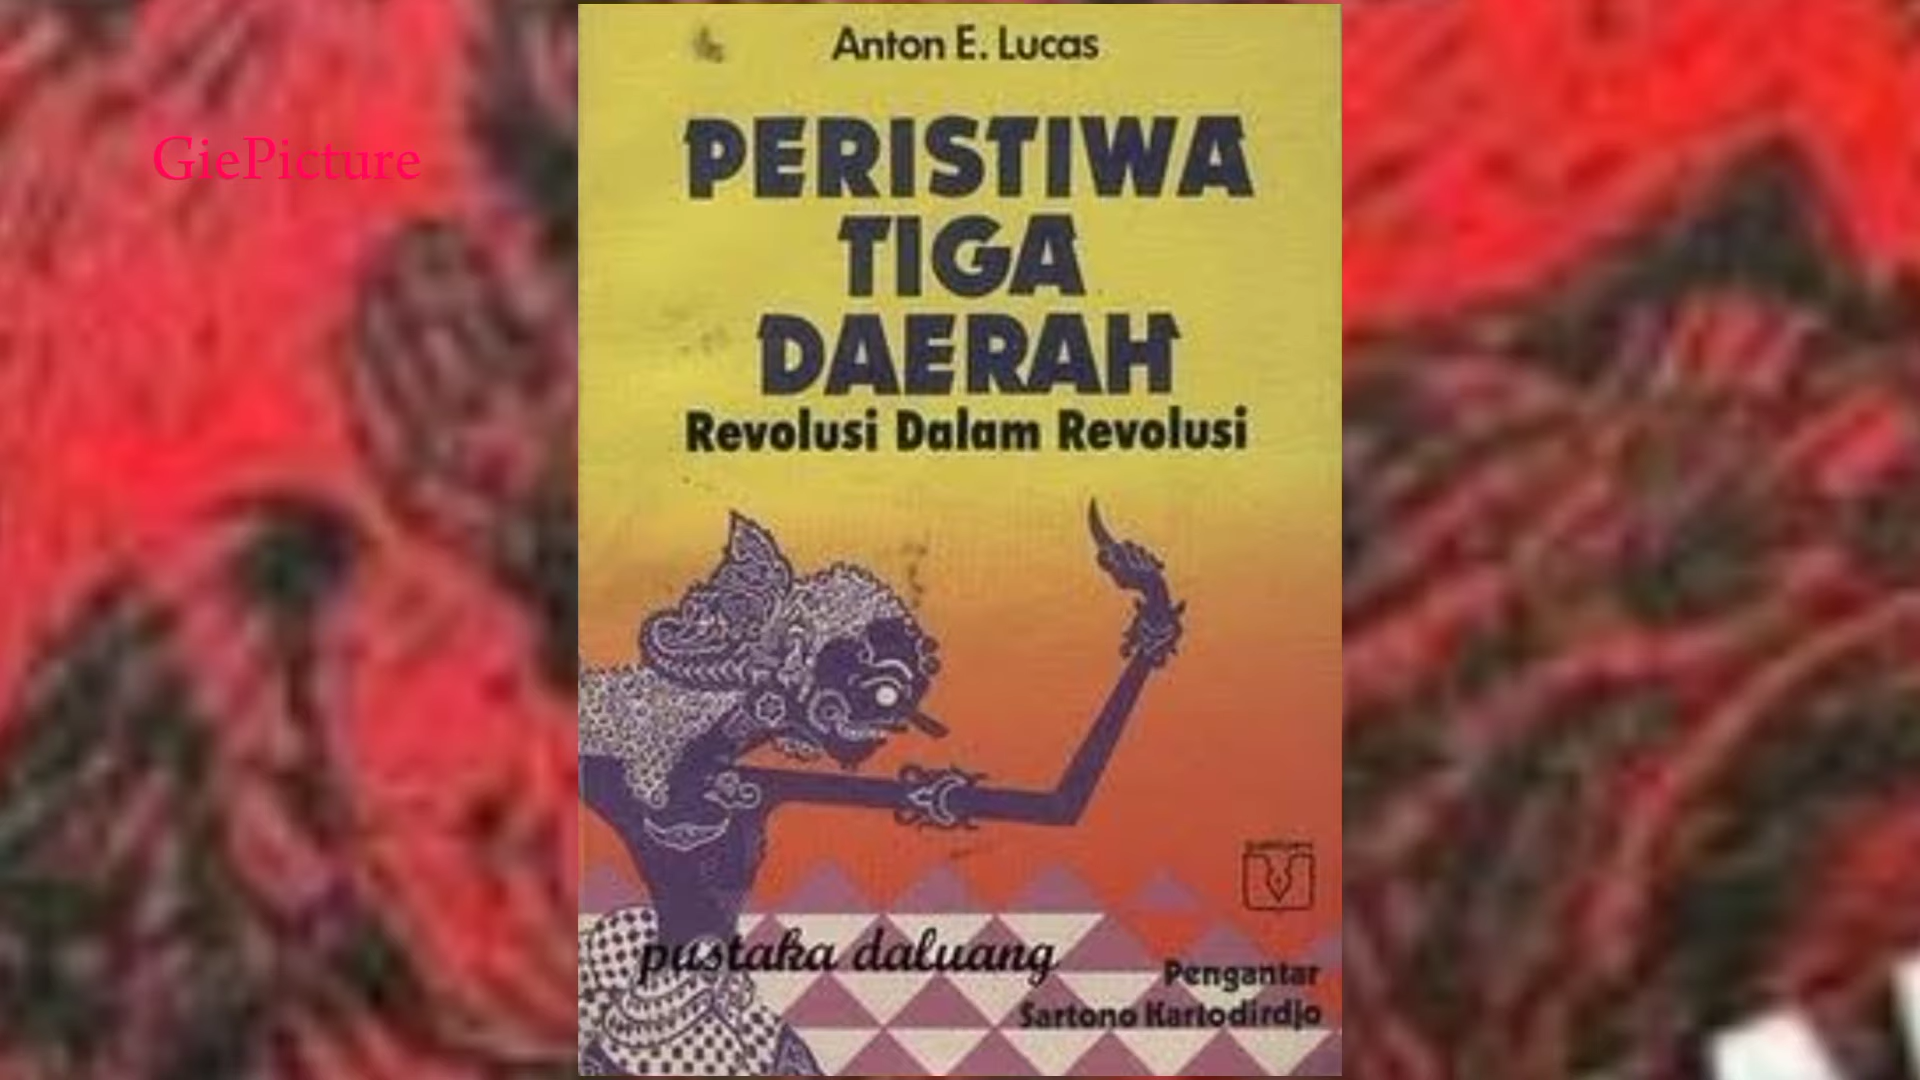 GiePicture
Anton E. Lucas
PERISTIWA
TIGA
DAERAH
Revolusi Dalam Revolusi
pustaka daluang
Pengantar
Sartono Kartodirdjo